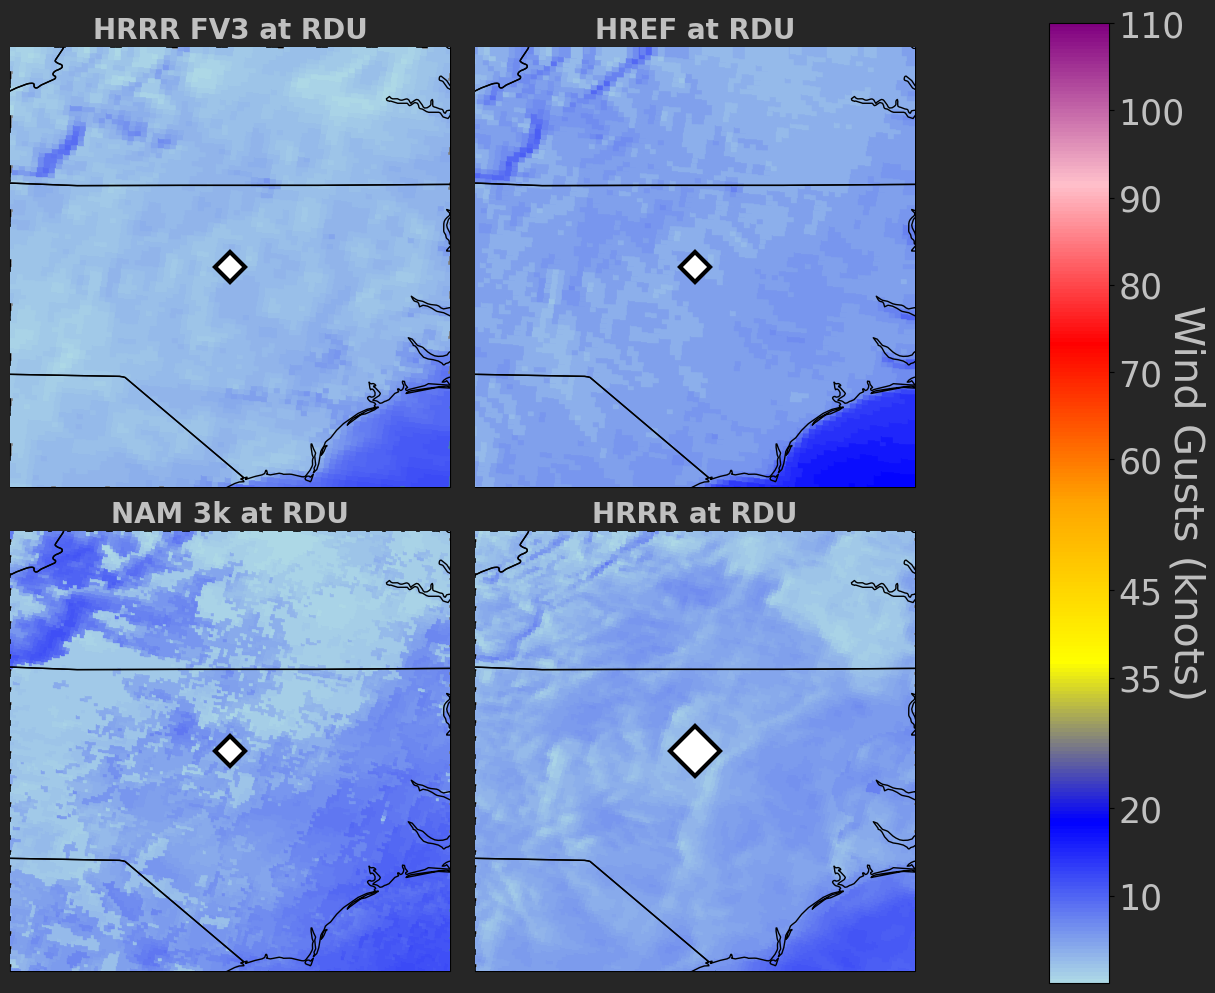 HRRR FV3 at RDU
HREF at RDU
NAM 3k at RDU
HRRR at RDU
110
100
90
80
70
60
45
35
20
10
Wind Gusts (knots)